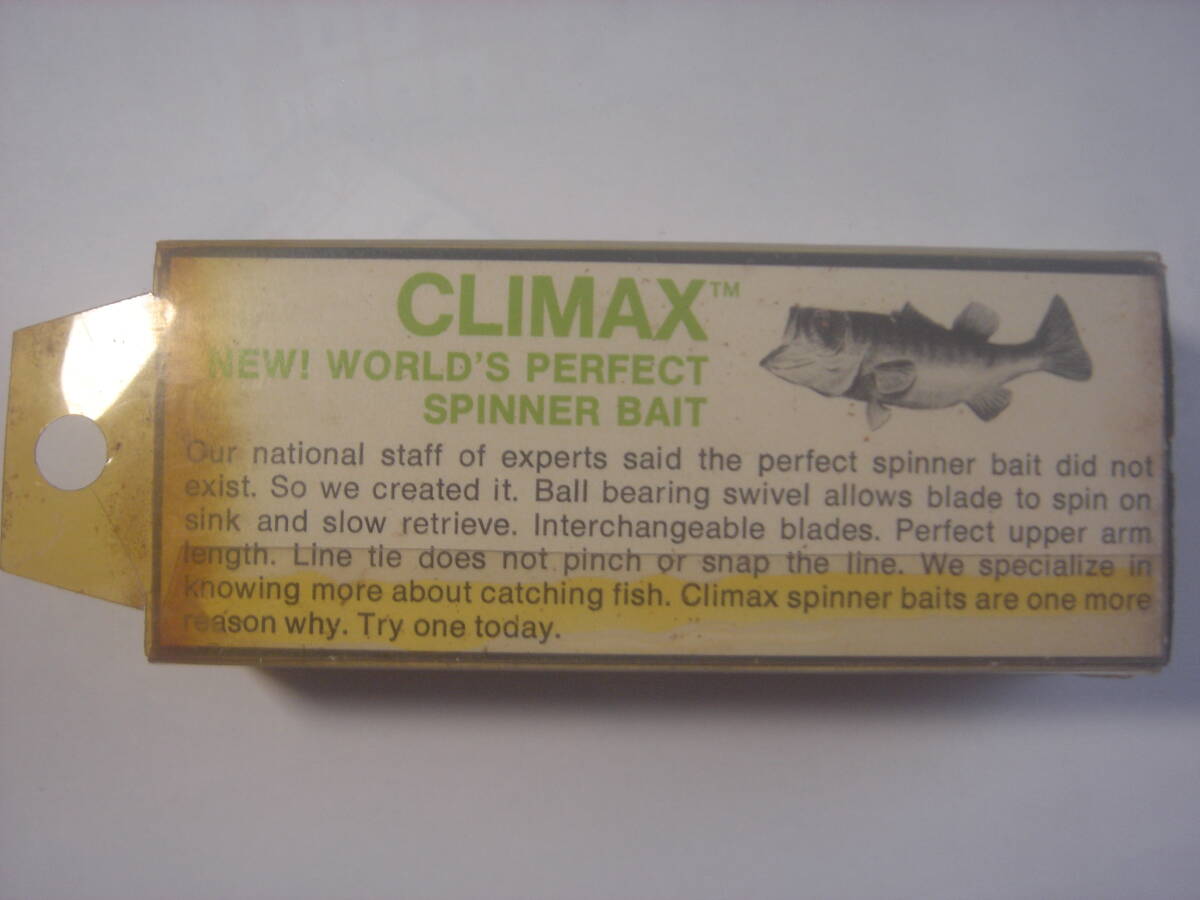 CLIMAX™
NEW! WORLD'S PERFECT
SPINNER BAIT
Our national staff of experts said the perfect spinner bait did not
exist. So we created it. Ball bearing swivel allows blade to spin on
sink and slow retrieve. Interchangeable blades. Perfect upper arm
length. Line tie does not pinch or snap the line. We specialize in
knowing more about catching fish. Climax spinner baits are one more
reason why. Try one today.